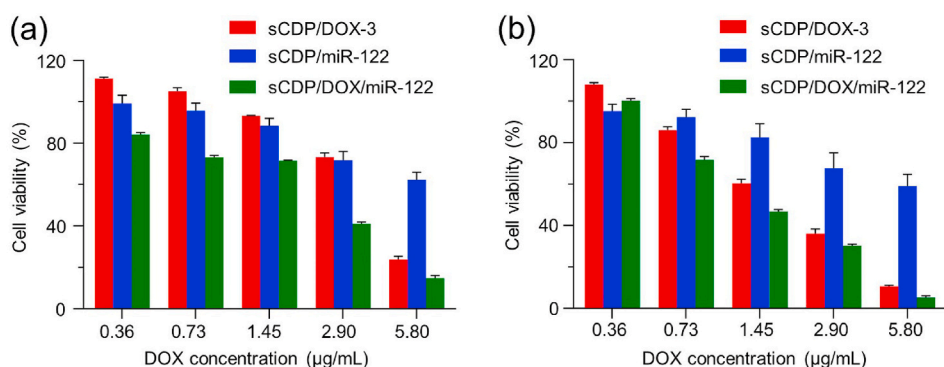 (a)
sCDP/DOX-3
sCDP/miR-122
sCDP/DOX/miR-122
120
80
40
0
Cell viability (%)
0.36 0.73 1.45 2.90 5.80
DOX concentration (μg/mL)
(b)
sCDP/DOX-3
sCDP/miR-122
sCDP/DOX/miR-122
120
80
40
0
Cell viability (%)
0.36 0.73 1.45 2.90 5.80
DOX concentration (μg/mL)